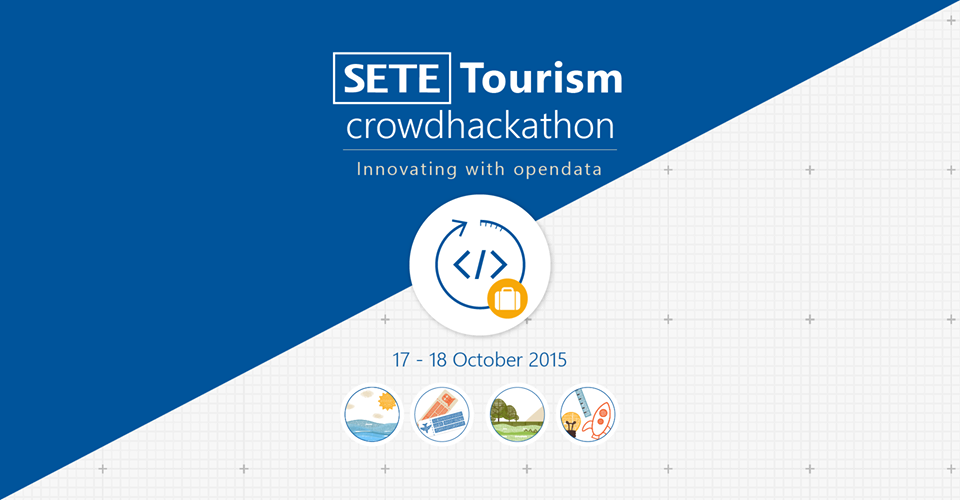 SETE Tourism
crowdhackathon
Innovating with opendata
</>
17 - 18 October 2015